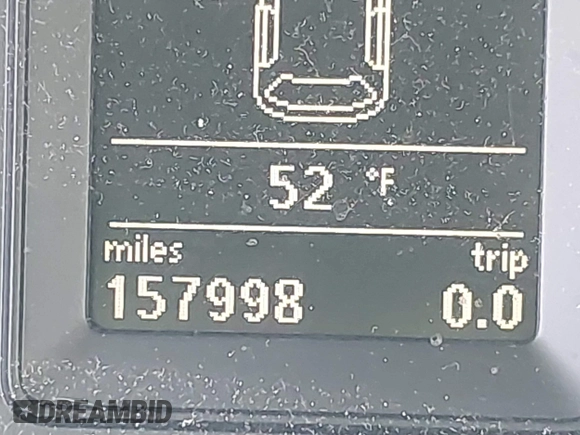 52 °F
miles trip
157998 0.0
DREAMBID